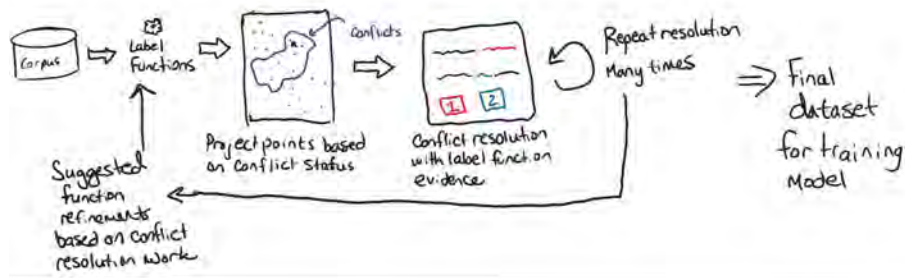 Corpus
Label
Functions
Conflicts
Project points based
on Conflict Status
1 2
Conflict resolution
with label function
evidence
Repeat resolution
Many times
Final
dataset
for training
Model
Suggested
function
refinements
based on conflict
resolution work